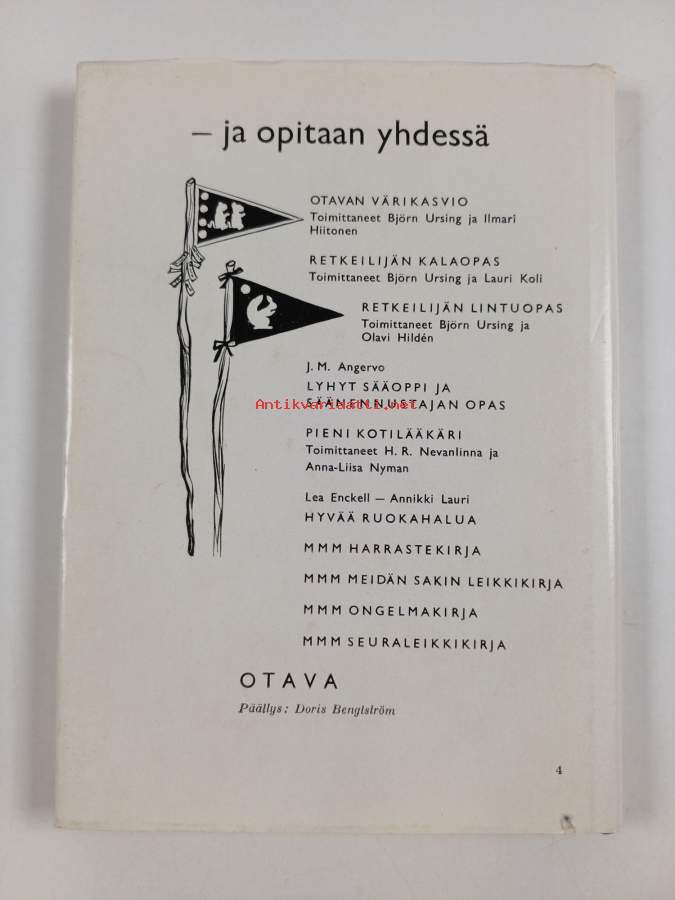 – ja opitaan yhdessä
OTAVAN VÄRIKASVIO
Toimittaneet Björn Ursing ja Ilmari
Hiitonen
RETKEILIJÄN KALAOPAS
Toimittaneet Björn Ursing ja Lauri Koli
RETKEILIJÄN LINTUOPAS
Toimittaneet Björn Ursing ja
Olavi Hildén
J. M. Angervo
LYHYT SÄÄOPPI JA
SÄÄNENNUSTAJAN OPAS
Antikvariaatti.net
PIENI KOTILÄÄKÄRI
Toimittaneet H. R. Nevanlinna ja
Anna-Liisa Nyman
Lea Enckell – Annikki Lauri
HYVÄÄ RUOKAHALUA
MMM HARRASTEKIRJA
MMM MEIDÄN SAKIN LEIKKIKIRJA
MMM ONGELMAKIRJA
MMM SEURALEIKKIKIRJA
OTAVA
Päällys: Doris Bengtström
4